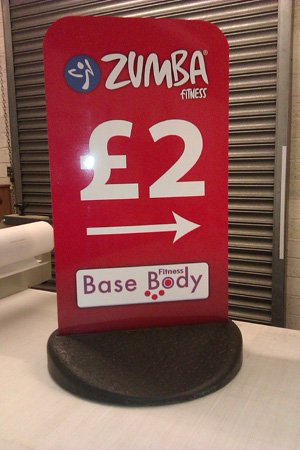 ZUMBA®
FITNESS
£2
Fitness
Base Body